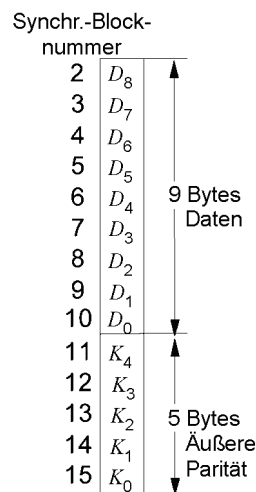 Synchr.-Block-
nummer
2 D8
3 D7
4 D6
5 D5
6 D4
7 D3
8 D2
9 D1
10 D0
9 Bytes
Daten
11 K4
12 K3
13 K2
14 K1
15 K0
5 Bytes
Äußere
Parität